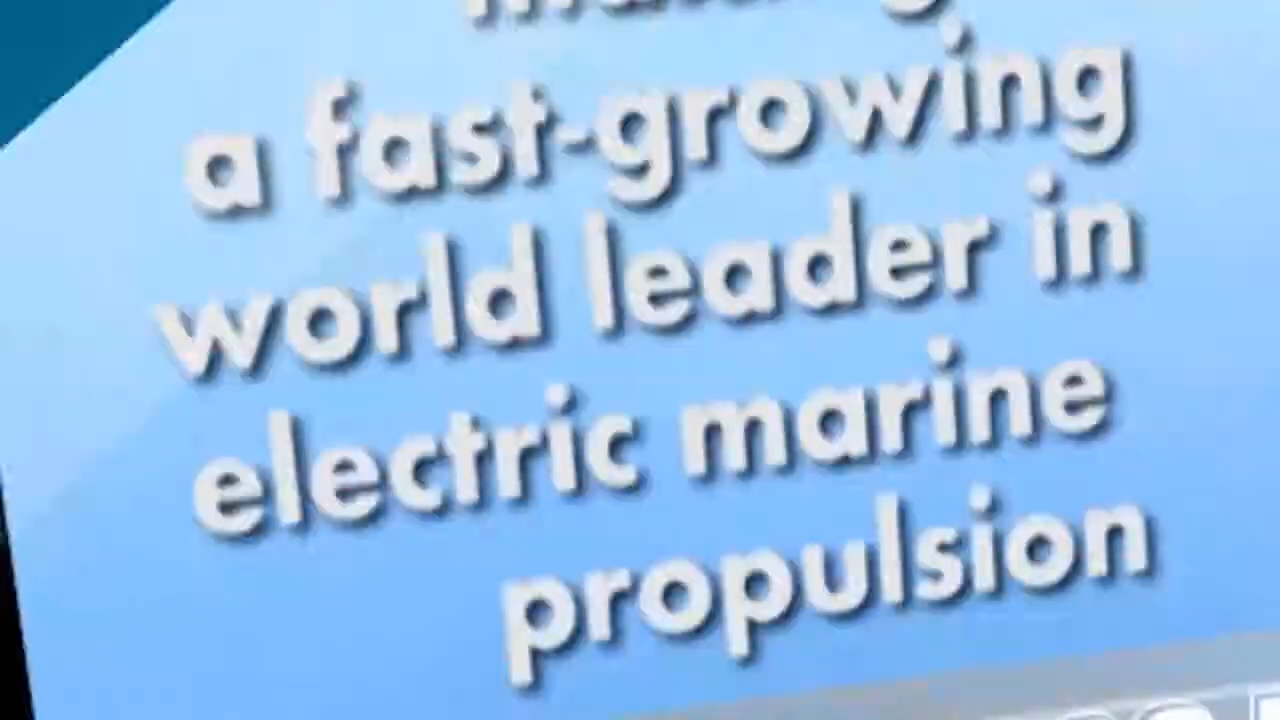 a fast-growing
world leader in
electric marine
propulsion